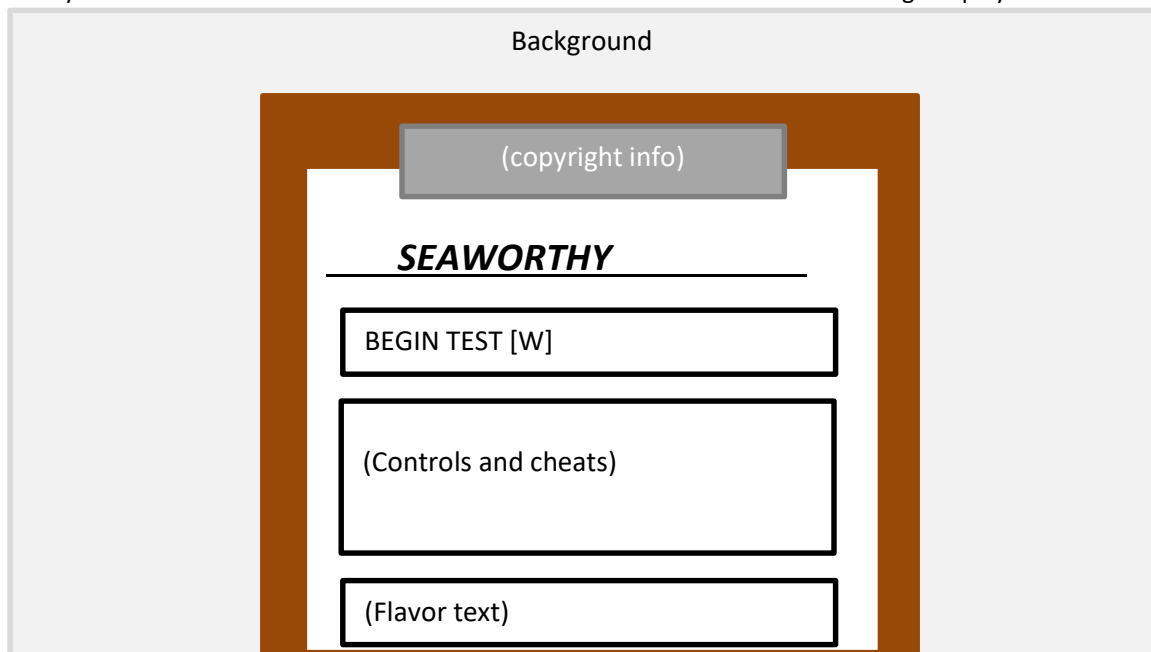 Background
(copyright info)
SEAWORTHY
BEGIN TEST [W]
(Controls and cheats)
(Flavor text)